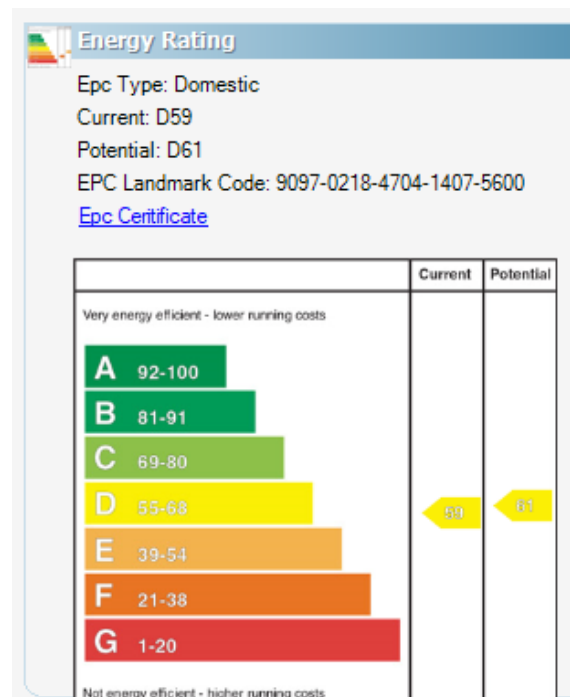 Energy Rating
Epc Type: Domestic
Current: D59
Potential: D61
EPC Landmark Code: 9097-0218-4704-1407-5600
Epc Ceritificate
Current Potential
Very energy efficient - lower running costs
A 92-100
B 81-91
C 69-80
D 55-68
59 61
E 39-54
F 21-38
G 1-20
Not energy efficient - higher running costs